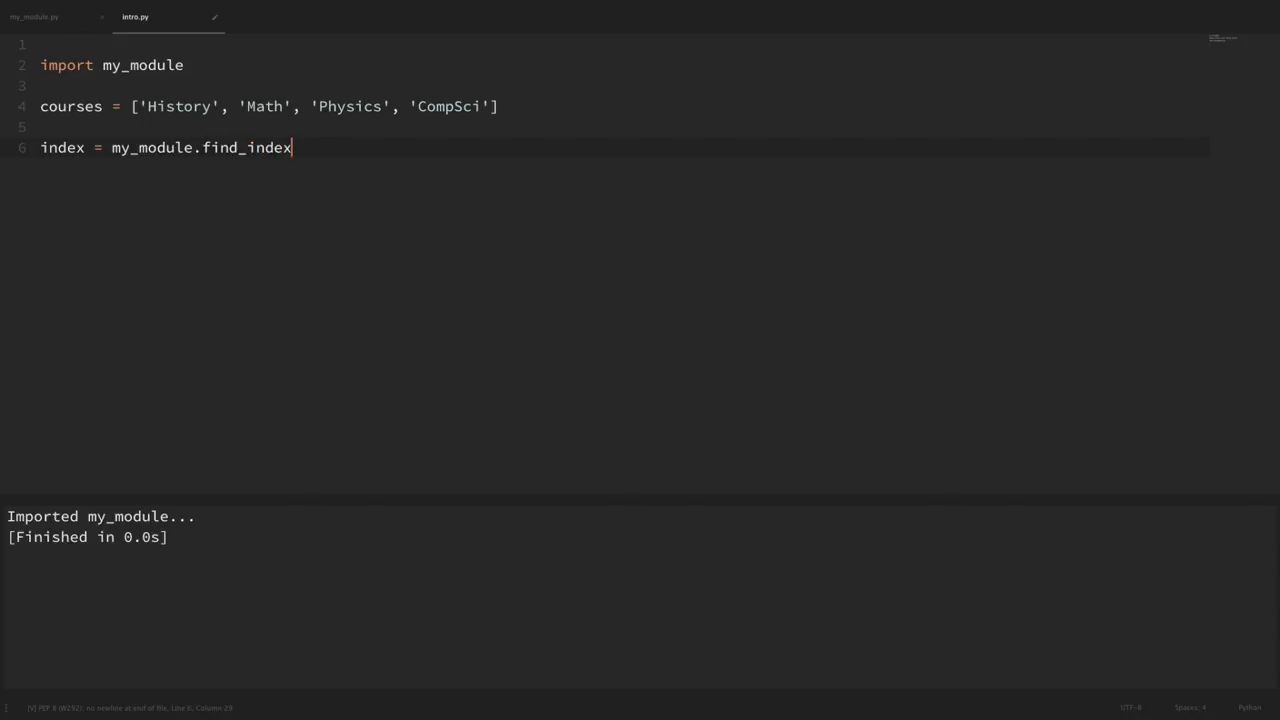 my_module.py
intro.py
1
2 import my_module
3
4 courses = ['History', 'Math', 'Physics', 'CompSci']
5
6 index = my_module.find_index
Imported my_module...
[Finished in 0.0s]
[V] PEP 8 (W292): no newline at end of file, Line 6, Column 29
UTF-8
Spaces: 4
Python